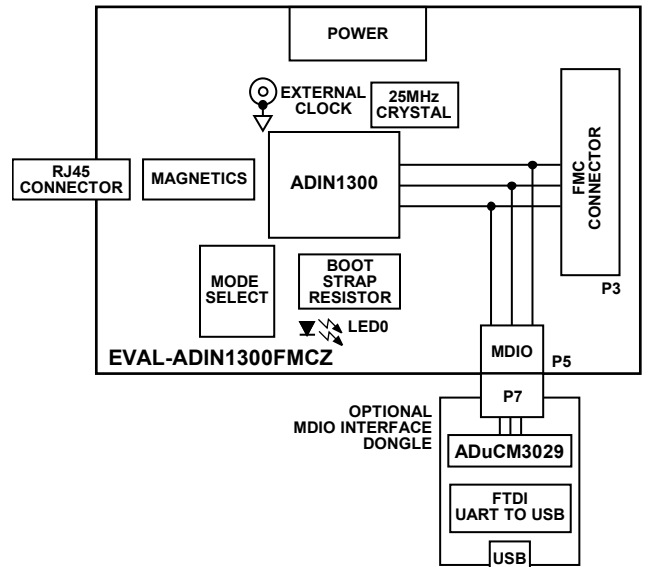 POWER
EXTERNAL
CLOCK
25MHz
CRYSTAL
RJ45
CONNECTOR
MAGNETICS
ADIN1300
FMC
CONNECTOR
P3
MODE
SELECT
BOOT
STRAP
RESISTOR
LED0
EVAL-ADIN1300FMCZ
MDIO
P5
P7
OPTIONAL
MDIO INTERFACE
DONGLE
ADuCM3029
FTDI
UART TO USB
USB